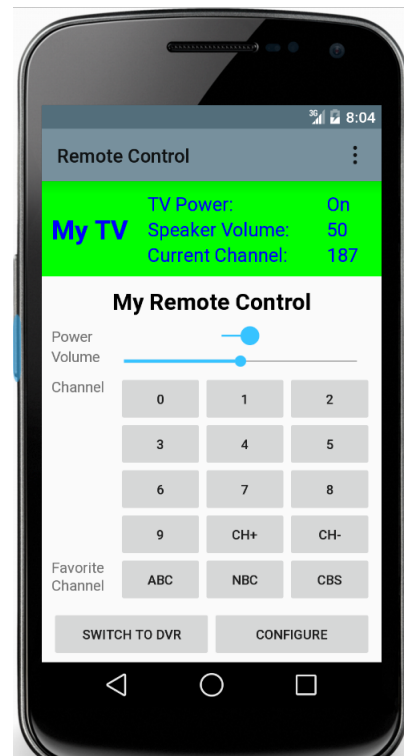 3G 8:04
Remote Control
My TV
TV Power: On
Speaker Volume: 50
Current Channel: 187
My Remote Control
Power
Volume
Channel
0 1 2
3 4 5
6 7 8
9 CH+ CH-
Favorite
Channel
ABC NBC CBS
SWITCH TO DVR CONFIGURE